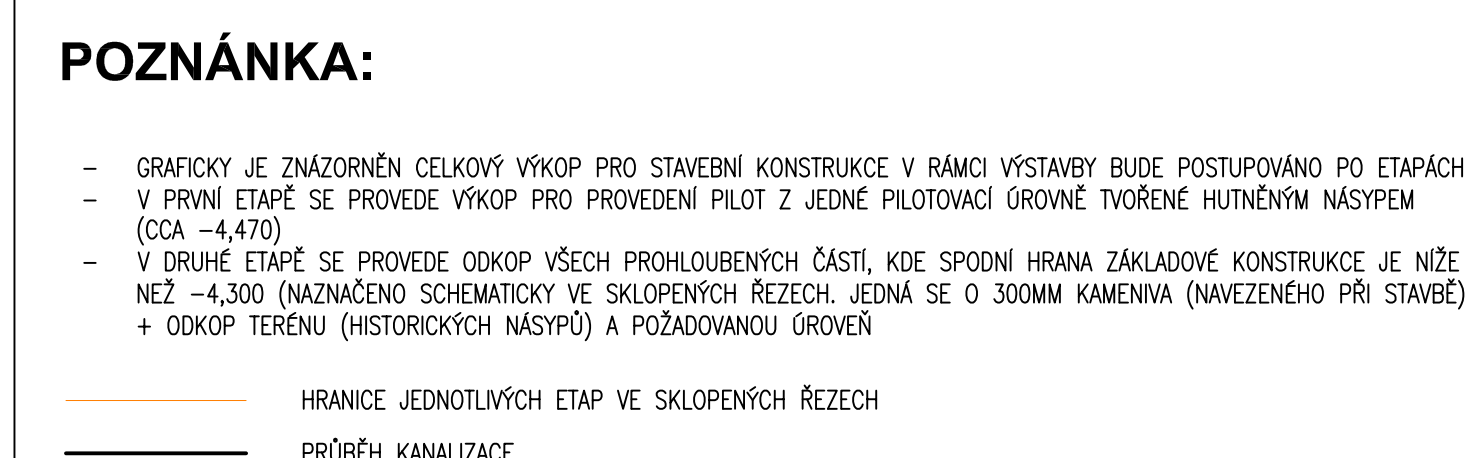 POZNÁNKA:
- GRAFICKY JE ZNÁZORNĚN CELKOVÝ VÝKOP PRO STAVEBNÍ KONSTRUKCE V RÁMCI VÝSTAVBY BUDE POSTUPOVÁNO PO ETAPÁCH
- V PRVNÍ ETAPĚ SE PROVEDE VÝKOP PRO PROVEDENÍ PILOT Z JEDNÉ PILOTOVACÍ ÚROVNĚ TVOŘENÉ HUTNĚNÝM NÁSYPEM
(CCA -4,470)
- V DRUHÉ ETAPĚ SE PROVEDE ODKOP VŠECH PROHLOUBENÝCH ČÁSTÍ, KDE SPODNÍ HRANA ZÁKLADOVÉ KONSTRUKCE JE NÍŽE
NEŽ -4,300 (NAZNAČENO SCHEMATICKY VE SKLOPENÝCH ŘEZECH. JEDNÁ SE O 300MM KAMENIVA (NAVEZENÉHO PŘI STAVBĚ)
+ ODKOP TERÉNU (HISTORICKÝCH NÁSYPŮ) A POŽADOVANOU ÚROVEŇ
HRANICE JEDNOTLIVÝCH ETAP VE SKLOPENÝCH ŘEZECH
PRŮBĚH KANALIZACE